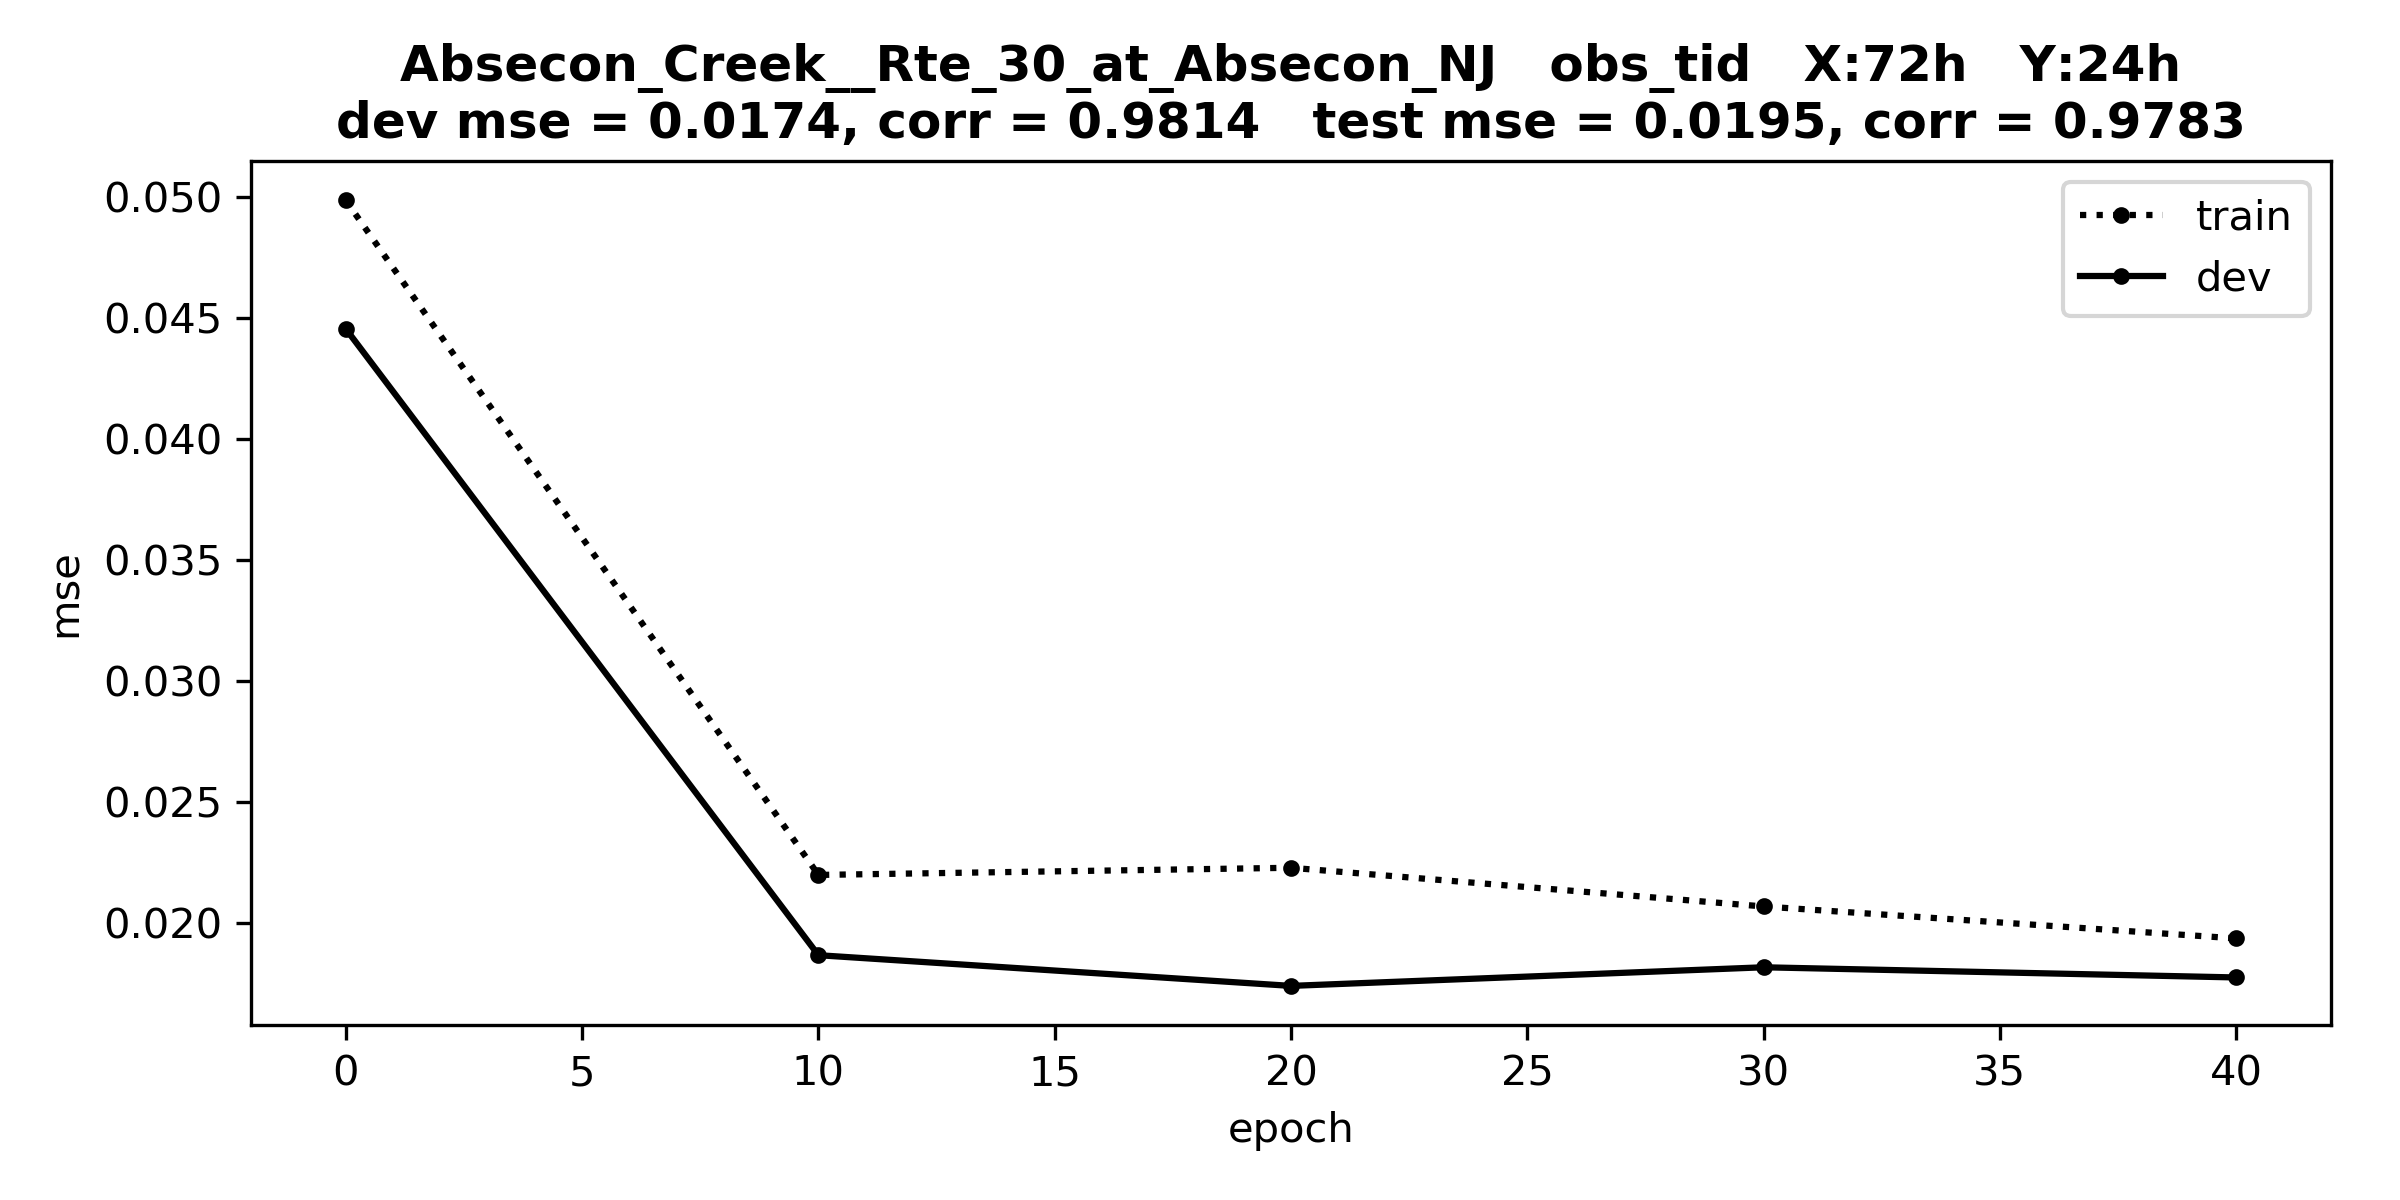 Absecon_Creek__Rte_30_at_Absecon_NJ   obs_tid   X:72h   Y:24h
dev mse = 0.0174, corr = 0.9814   test mse = 0.0195, corr = 0.9783
0.050
0.045
0.040
0.035
0.030
0.025
0.020
mse
train
dev
0 5 10 15 20 25 30 35 40
epoch